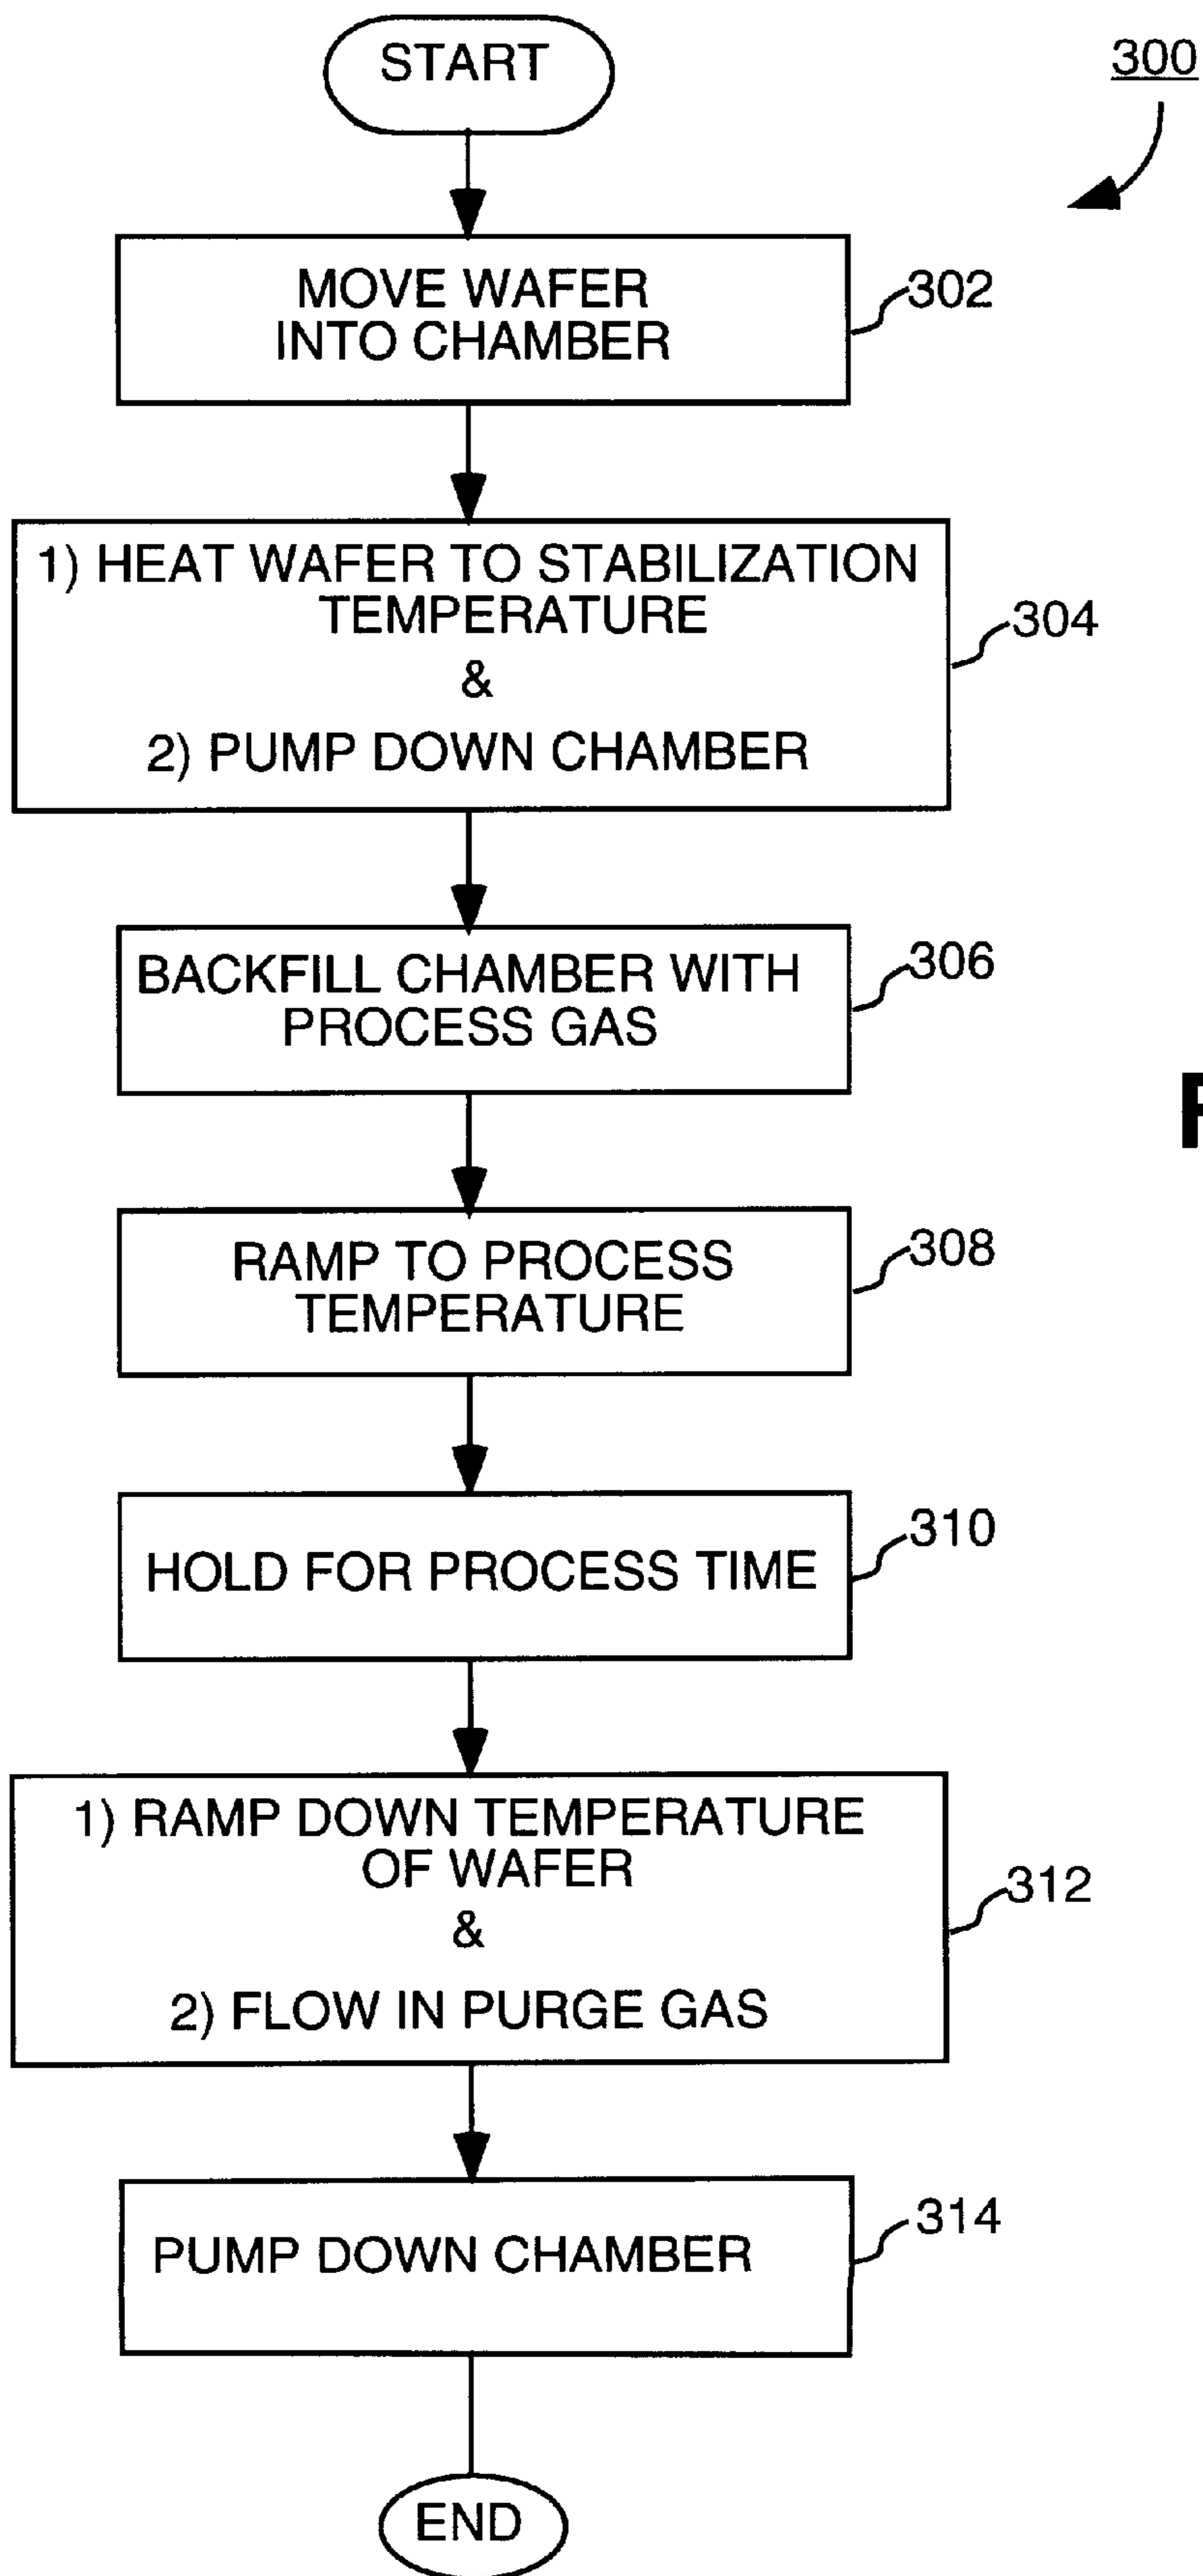 START
300
MOVE WAFER
INTO CHAMBER
302
1) HEAT WAFER TO STABILIZATION
TEMPERATURE
&
2) PUMP DOWN CHAMBER
304
BACKFILL CHAMBER WITH
PROCESS GAS
306
RAMP TO PROCESS
TEMPERATURE
308
HOLD FOR PROCESS TIME
310
1) RAMP DOWN TEMPERATURE
OF WAFER
&
2) FLOW IN PURGE GAS
312
PUMP DOWN CHAMBER
314
END